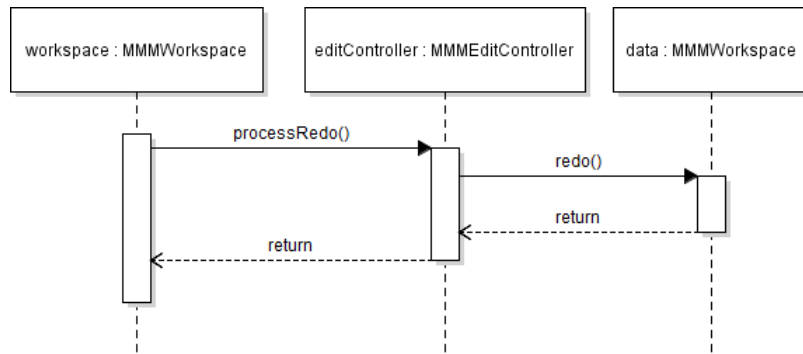 workspace : MMMWorkspace
editController : MMMEditController
data : MMMWorkspace
processRedo()
redo()
return
return